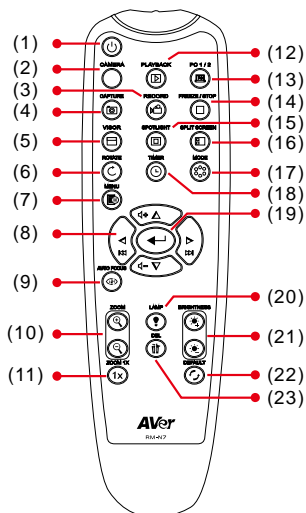 (1)
(2) CAMERA PLAYBACK PC 1 / 2 (12)
(13)
(3) CAPTURE RECORD FREEZE / STOP (14)
(4)
(15)
(5) VISOR SPOTLIGHT SPLIT SCREEN (16)
(6) ROTATE TIMER MODE (17)
(18)
(7) MENU
(19)
(8)
(9) AUTO FOCUS
(20)
ZOOM LAMP BRIGHTNESS
(10) (21)
ZOOM 1X DEFAULT
(11) 1x (22)
(23)
AVer
RM-N7